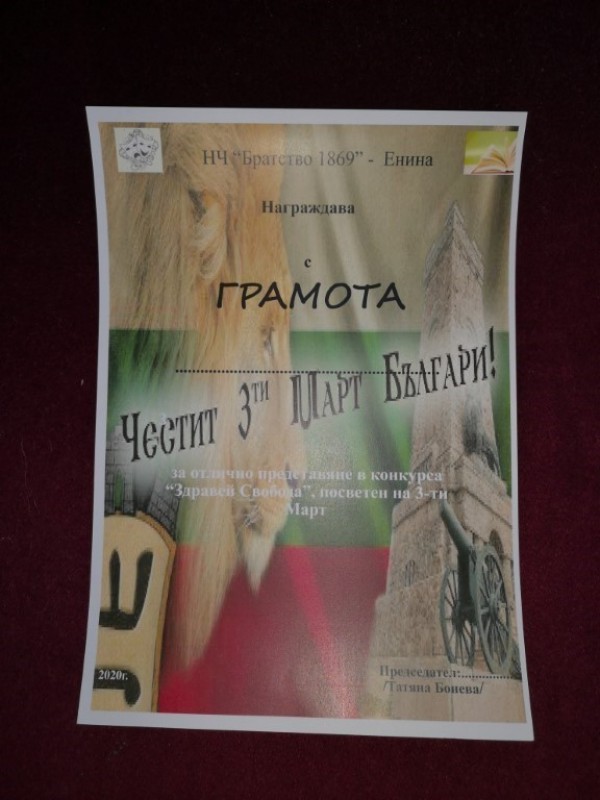 НЧ “Братство 1869” - Енина
Награждава
с
ГРАМОТА
Честит 3ти Март Българи!
за отлично представяне в конкурса
“Здравей Свобода”, посветен на 3-ти
Март
2020г.
Председател:............
/Татяна Бонева/